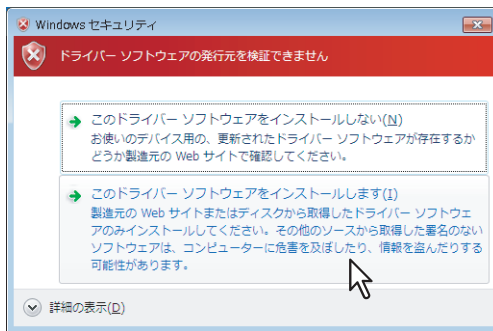 Windows セキュリティ
ドライバー ソフトウェアの発行元を検証できません
このドライバー ソフトウェアをインストールしない(N)
お使いのデバイス用の、更新されたドライバー ソフトウェアが存在するか
どうか製造元の Web サイトで確認してください。
このドライバー ソフトウェアをインストールします(I)
製造元の Web サイトまたはディスクから取得したドライバー ソフトウェ
アのみインストールしてください。その他のソースから取得した署名のない
ソフトウェアは、コンピューターに危害を及ぼしたり、情報を盗んだりする
可能性があります。
詳細の表示(D)